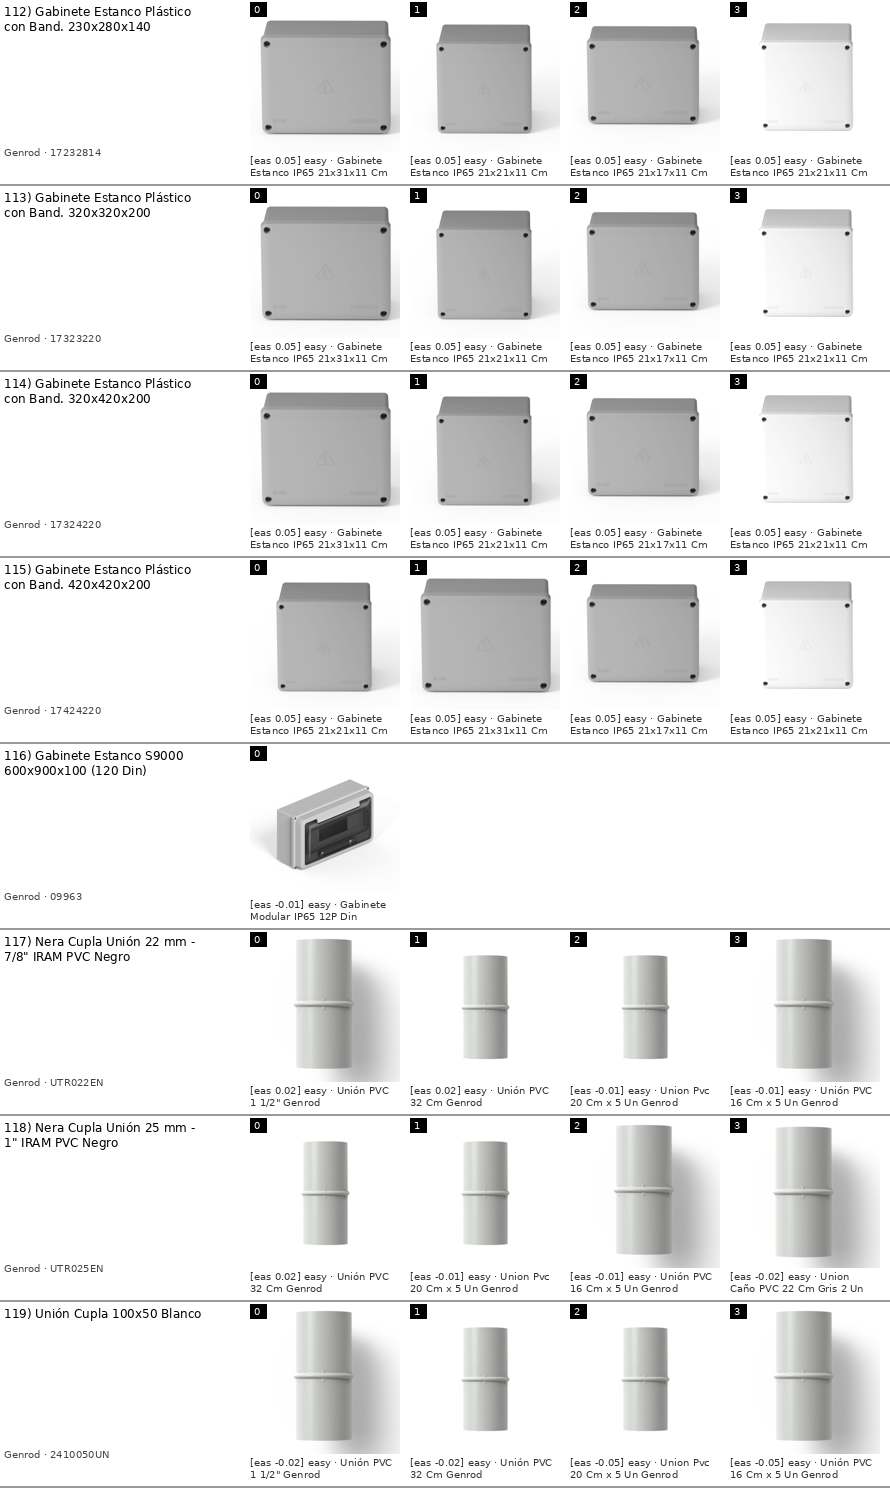 112) Gabinete Estanco Plástico
con Band. 230x280x140
Genrod · 17232814
0
[eas 0.05] easy · Gabinete
Estanco IP65 21x31x11 Cm
1
[eas 0.05] easy · Gabinete
Estanco IP65 21x21x11 Cm
2
[eas 0.05] easy · Gabinete
Estanco IP65 21x17x11 Cm
3
[eas 0.05] easy · Gabinete
Estanco IP65 21x21x11 Cm
113) Gabinete Estanco Plástico
con Band. 320x320x200
Genrod · 17323220
0
[eas 0.05] easy · Gabinete
Estanco IP65 21x31x11 Cm
1
[eas 0.05] easy · Gabinete
Estanco IP65 21x21x11 Cm
2
[eas 0.05] easy · Gabinete
Estanco IP65 21x17x11 Cm
3
[eas 0.05] easy · Gabinete
Estanco IP65 21x21x11 Cm
114) Gabinete Estanco Plástico
con Band. 320x420x200
Genrod · 17324220
0
[eas 0.05] easy · Gabinete
Estanco IP65 21x31x11 Cm
1
[eas 0.05] easy · Gabinete
Estanco IP65 21x21x11 Cm
2
[eas 0.05] easy · Gabinete
Estanco IP65 21x17x11 Cm
3
[eas 0.05] easy · Gabinete
Estanco IP65 21x21x11 Cm
115) Gabinete Estanco Plástico
con Band. 420x420x200
Genrod · 17424220
0
[eas 0.05] easy · Gabinete
Estanco IP65 21x21x11 Cm
1
[eas 0.05] easy · Gabinete
Estanco IP65 21x31x11 Cm
2
[eas 0.05] easy · Gabinete
Estanco IP65 21x17x11 Cm
3
[eas 0.05] easy · Gabinete
Estanco IP65 21x21x11 Cm
116) Gabinete Estanco S9000
600x900x100 (120 Din)
Genrod · 09963
0
[eas -0.01] easy · Gabinete
Modular IP65 12P Din
117) Nera Cupla Unión 22 mm -
7/8" IRAM PVC Negro
Genrod · UTR022EN
0
[eas 0.02] easy · Unión PVC
1 1/2" Genrod
1
[eas 0.02] easy · Unión PVC
32 Cm Genrod
2
[eas -0.01] easy · Union Pvc
20 Cm x 5 Un Genrod
3
[eas -0.01] easy · Unión PVC
16 Cm x 5 Un Genrod
118) Nera Cupla Unión 25 mm -
1" IRAM PVC Negro
Genrod · UTR025EN
0
[eas 0.02] easy · Unión PVC
32 Cm Genrod
1
[eas -0.01] easy · Union Pvc
20 Cm x 5 Un Genrod
2
[eas -0.01] easy · Unión PVC
16 Cm x 5 Un Genrod
3
[eas -0.02] easy · Union
Caño PVC 22 Cm Gris 2 Un
119) Unión Cupla 100x50 Blanco
Genrod · 2410050UN
0
[eas -0.02] easy · Unión PVC
1 1/2" Genrod
1
[eas -0.02] easy · Unión PVC
32 Cm Genrod
2
[eas -0.05] easy · Union Pvc
20 Cm x 5 Un Genrod
3
[eas -0.05] easy · Unión PVC
16 Cm x 5 Un Genrod